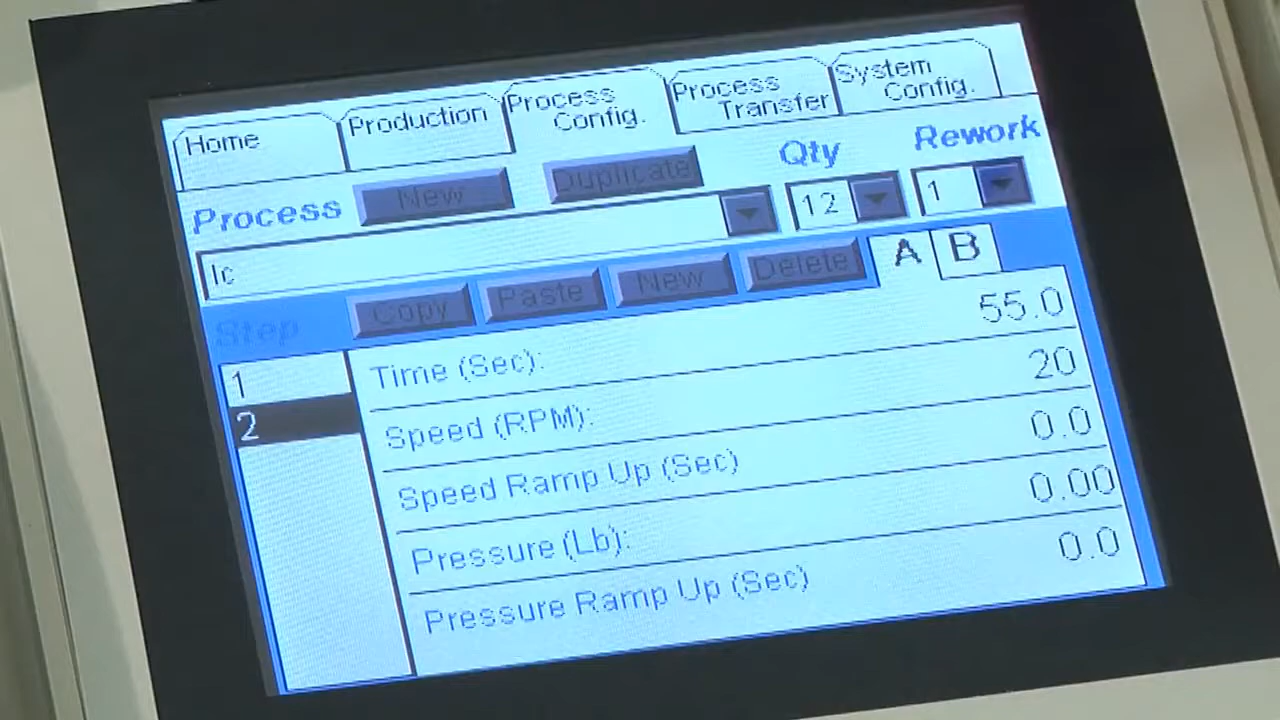 Home
Production
Process
Config.
Process
Transfer
System
Config.
Process
New
Duplicate
Qty
Rework
lc
12
1
Step
Copy
Paste
New
Delete
A
B
1
2
Time (Sec): 55.0
Speed (RPM): 20
Speed Ramp Up (Sec) 0.0
Pressure (Lb): 0.00
Pressure Ramp Up (Sec) 0.0